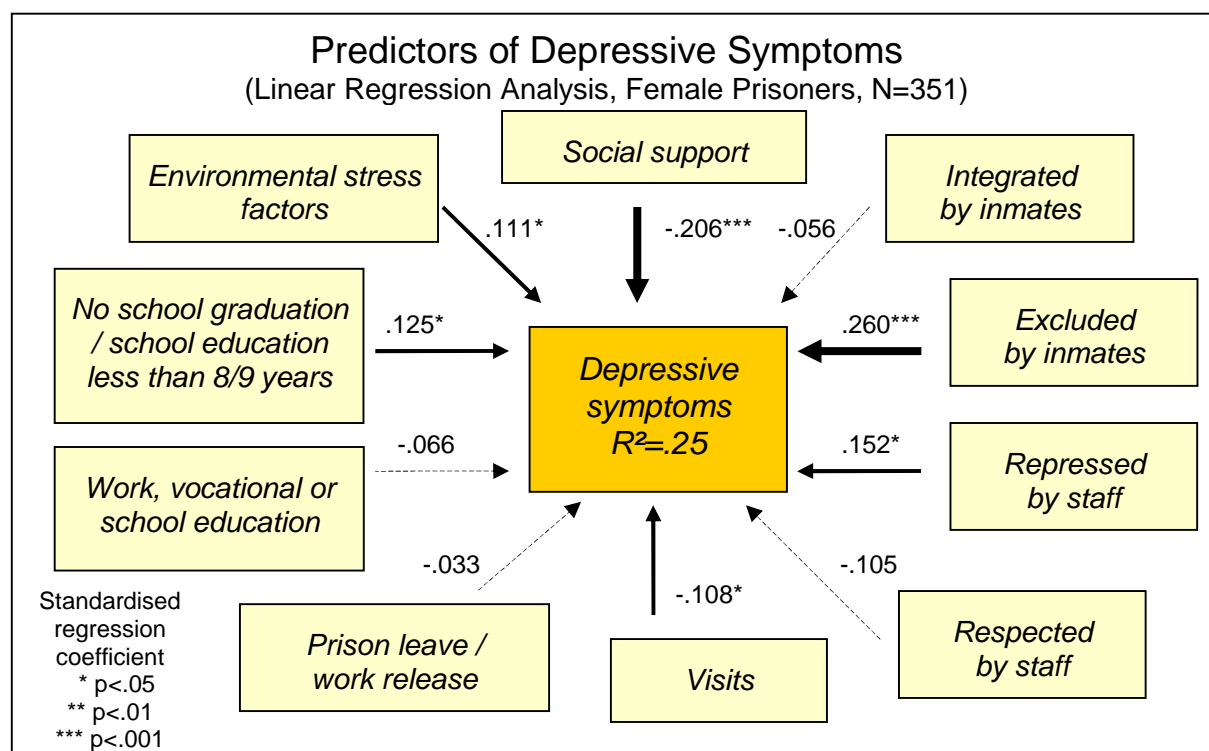 Predictors of Depressive Symptoms
(Linear Regression Analysis, Female Prisoners, N=351)
Social support
Environmental stress
factors
Integrated
by inmates
.111*
-.206***
-.056
No school graduation
/ school education
less than 8/9 years
.125*
.260***
Excluded
by inmates
Depressive
symptoms
R²=.25
-.066
.152*
Work, vocational or
school education
Repressed
by staff
-.033
-.108*
-.105
Standardised
regression
coefficient
* p<.05
** p<.01
*** p<.001
Prison leave /
work release
Visits
Respected
by staff